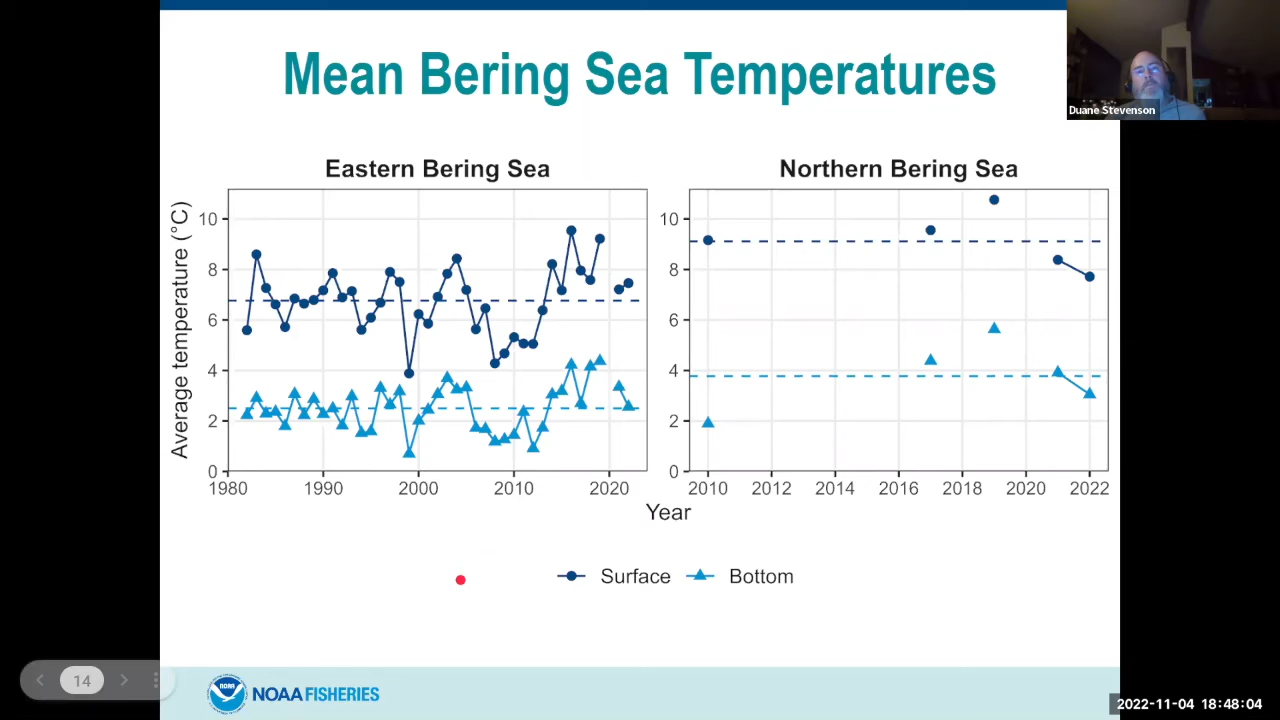 Mean Bering Sea Temperatures
Duane Stevenson
Eastern Bering Sea
Northern Bering Sea
Average temperature (°C)
10
8
6
4
2
0
1980 1990 2000 2010 2020
10
8
6
4
2
0
2010 2012 2014 2016 2018 2020 2022
Year
Surface Bottom
14
NOAA
NOAA FISHERIES
2022-11-04 18:48:04